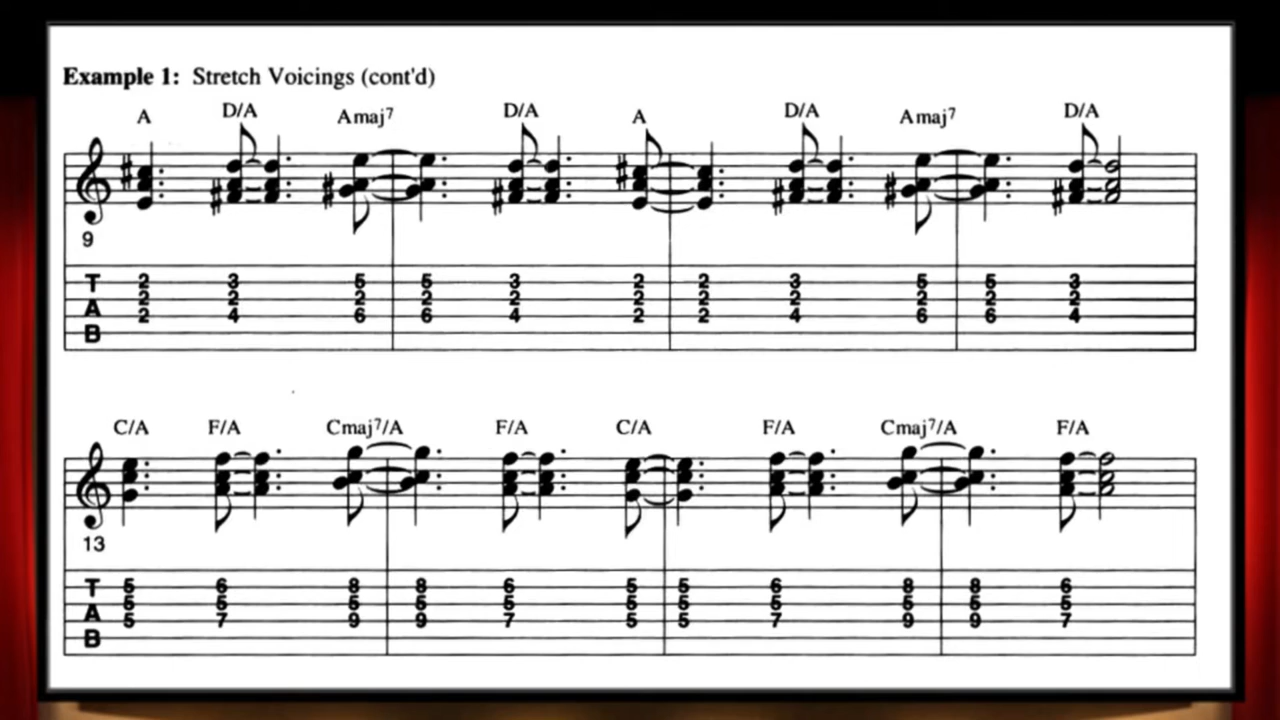 Example 1: Stretch Voicings (cont'd)
A D/A Amaj7 D/A A D/A Amaj7 D/A
9
T 2 3 5 5 3 2 2 3 5 5 3
2 2 2 2 2 2 2 2 2 2 2
A 2 4 6 6 4 2 2 4 6 6 4
B
C/A F/A Cmaj7/A F/A C/A F/A Cmaj7/A F/A
13
T 5 6 8 8 6 5 5 6 8 8 6
5 5 5 5 5 5 5 5 5 5 5
A 5 7 9 9 7 5 5 7 9 9 7
B